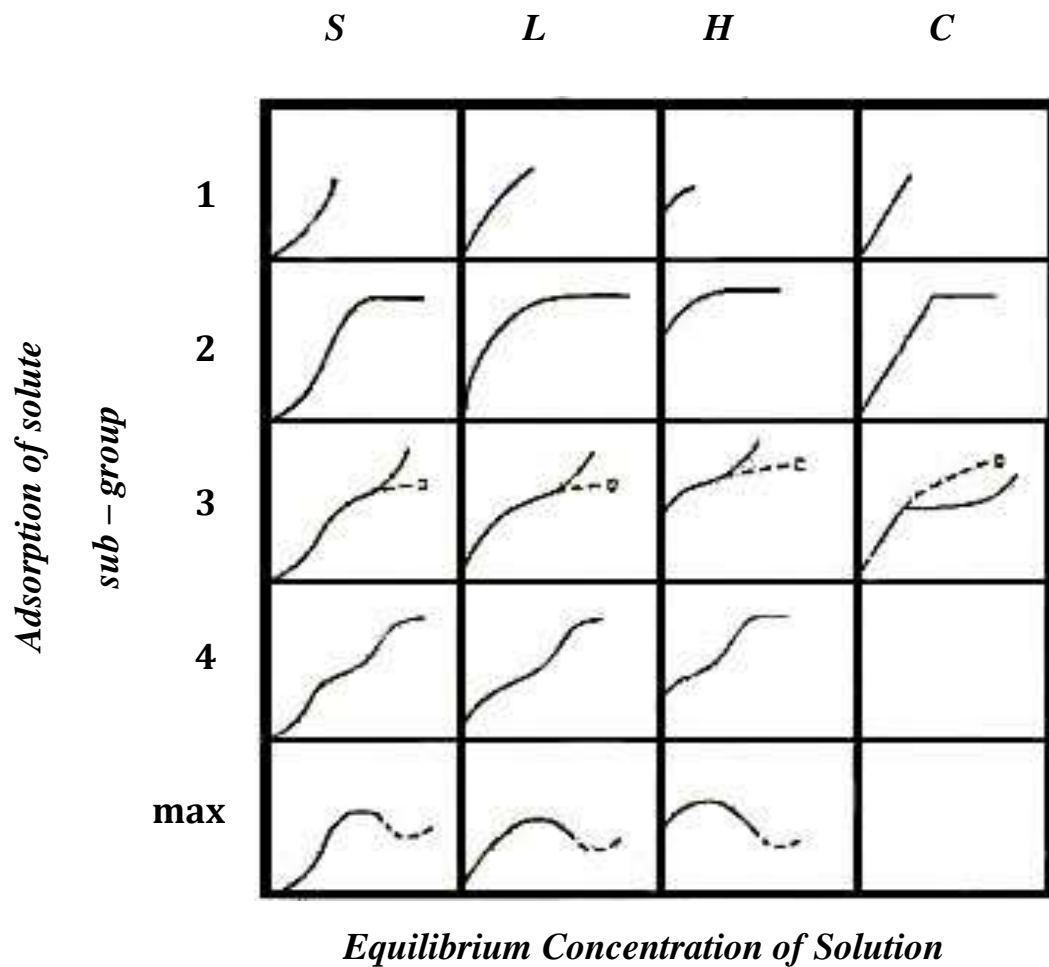 S L H C
1
2
3
4
max
Adsorption of solute
sub – group
Equilibrium Concentration of Solution